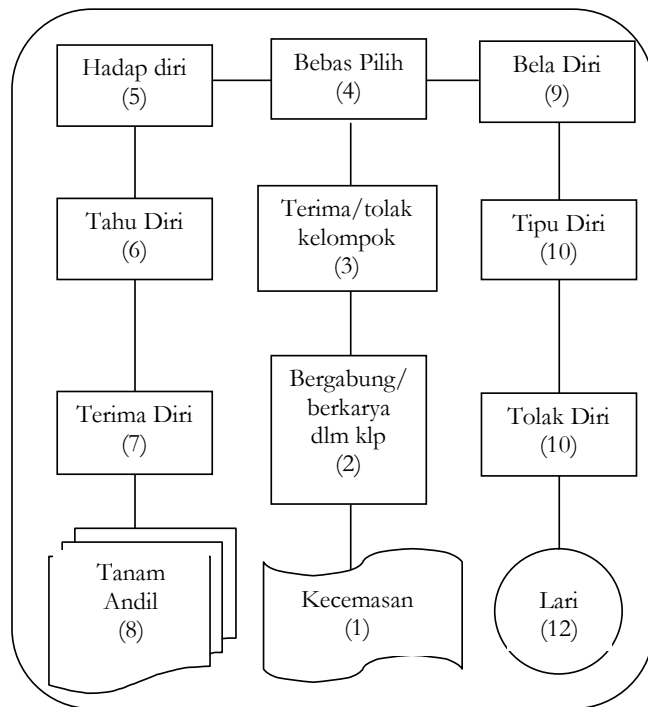 Hadap diri
(5)
Bebas Pilih
(4)
Bela Diri
(9)
Tahu Diri
(6)
Terima/tolak
kelompok
(3)
Tipu Diri
(10)
Terima Diri
(7)
Bergabung/
berkarya
dlm klp
(2)
Tolak Diri
(10)
Tanam
Andil
(8)
Kecemasan
(1)
Lari
(12)